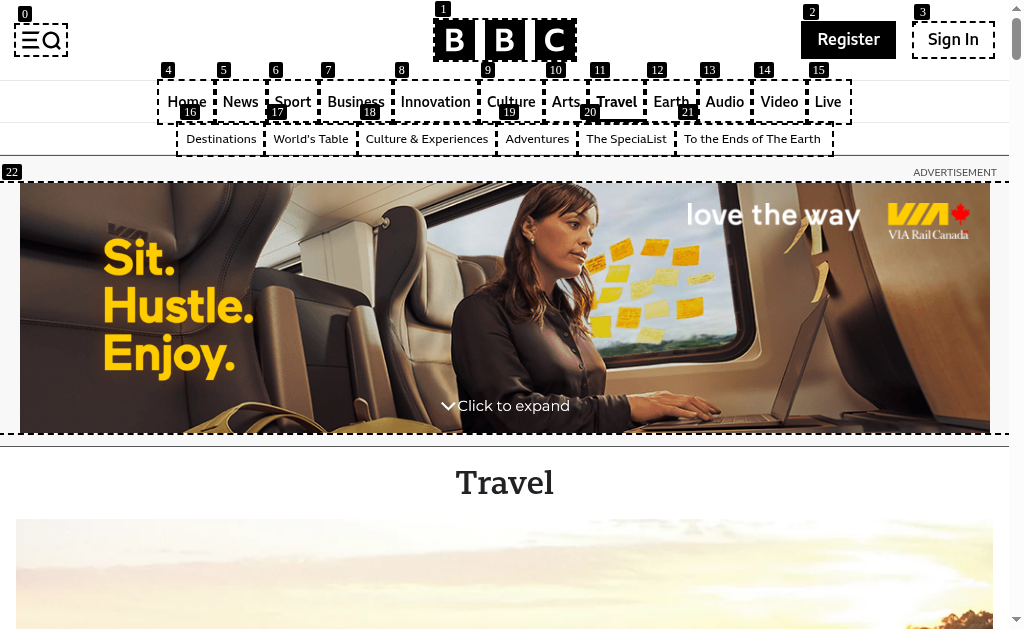 0
1
2
3
BBC
Register
Sign In
4
5
6
7
8
9
10
11
12
13
14
15
Home
News
Sport
Business
Innovation
Culture
Arts
Travel
Earth
Audio
Video
Live
16
17
18
19
20
21
Destinations
World's Table
Culture & Experiences
Adventures
The SpeciaList
To the Ends of The Earth
22
ADVERTISEMENT
love the way
VIA
VIA Rail Canada
Sit.
Hustle.
Enjoy.
Click to expand
Travel